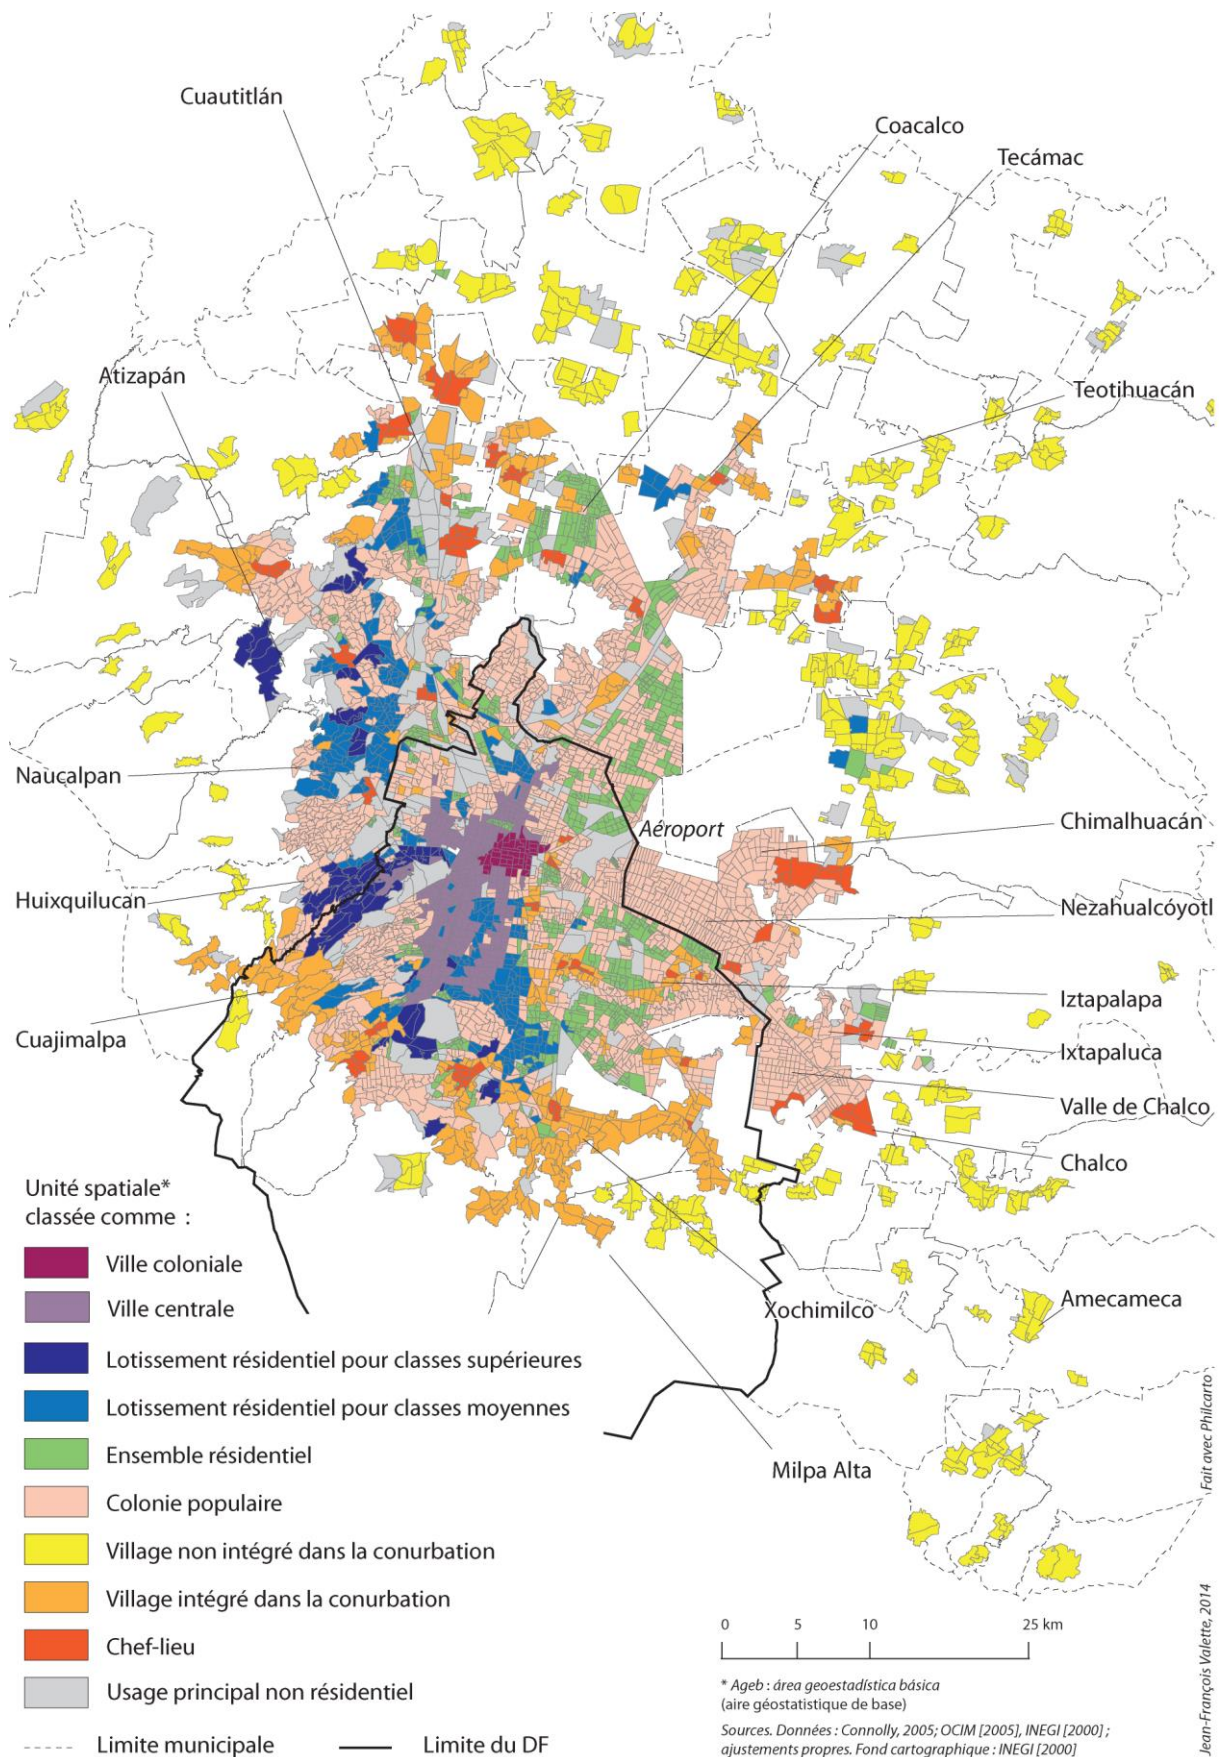 Cuautitlán
Coacalco
Tecámac
Atizapán
Teotihuacán
Naucalpan
Aéroport
Chimalhuacán
Huixquilucan
Nezahualcóyotl
Iztapalapa
Cuajimalpa
Ixtapaluca
Valle de Chalco
Chalco
Unité spatiale*
classée comme :
Ville coloniale
Ville centrale
Xochimilco
Amecameca
Lotissement résidentiel pour classes supérieures
Lotissement résidentiel pour classes moyennes
Ensemble résidentiel
Milpa Alta
Colonie populaire
Village non intégré dans la conurbation
Village intégré dans la conurbation
Chef-lieu
Usage principal non résidentiel
Limite municipale
Limite du DF
0 5 10 25 km
* Ageb : área geoestadística básica
(aire géostatistique de base)
Sources. Données : Connolly, 2005; OCIM [2005], INEGI [2000] ;
ajustements propres. Fond cartographique : INEGI [2000]
Jean-François Valette, 2014
Fait avec Philcarto